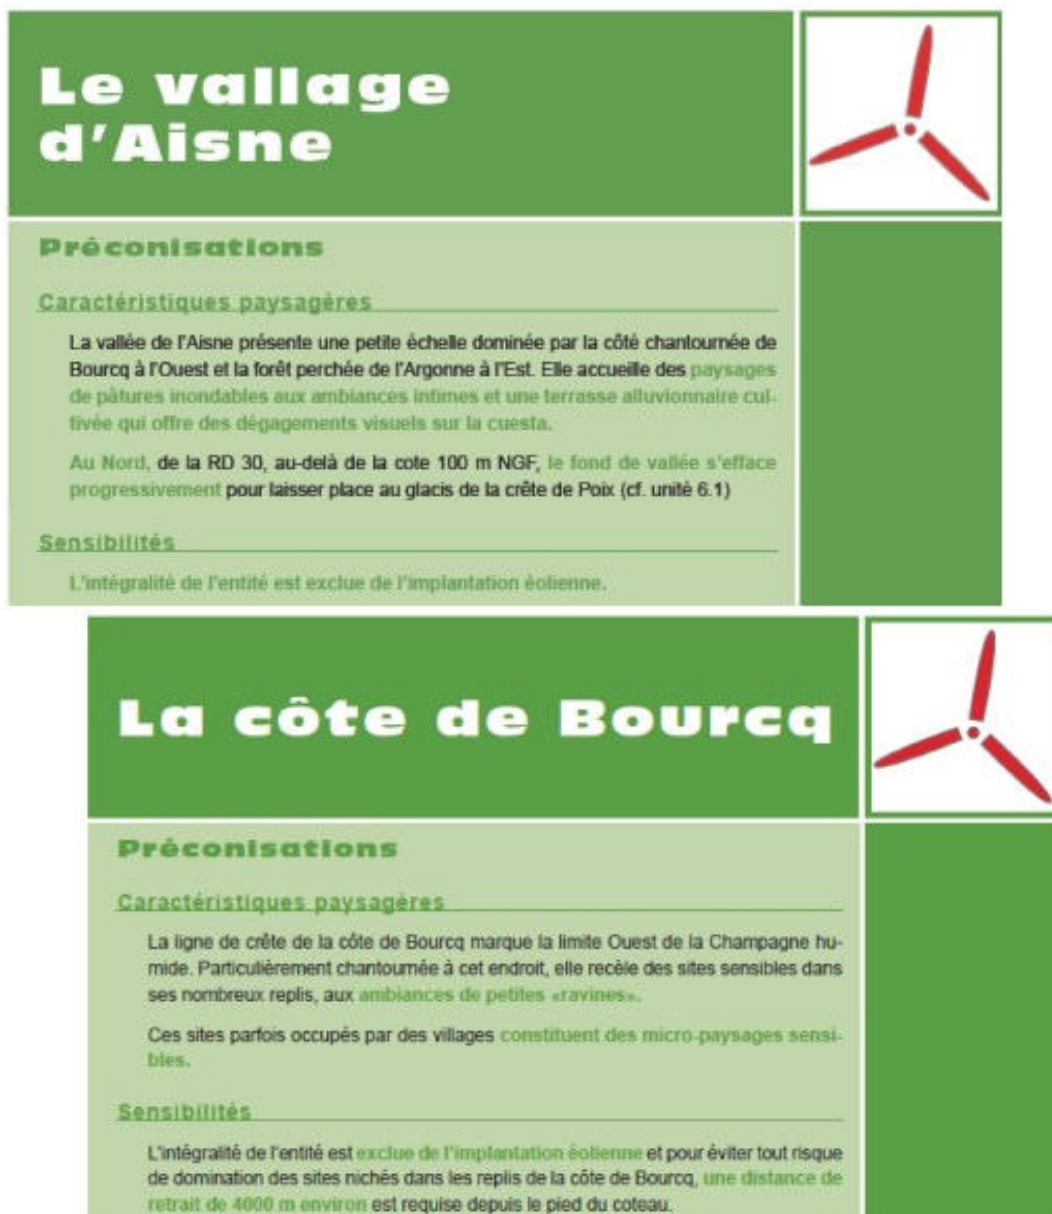 Le vallage
d'Aisne
Préconisations
Caractéristiques paysagères
La vallée de l'Aisne présente une petite échelle dominée par la côté chantournée de
Bourcq à l'Ouest et la forêt perchée de l'Argonne à l'Est. Elle accueille des paysages
de pâtures inondables aux ambiances intimes et une terrasse alluvionnaire cul-
tivée qui offre des dégagements visuels sur la cuesta.
Au Nord, de la RD 30, au-delà de la cote 100 m NGF, le fond de vallée s'efface
progressivement pour laisser place au glacis de la crête de Poix (cf. unité 6.1)
Sensibilités
L'intégralité de l'entité est exclue de l'implantation éolienne.
La côte de Bourcq
Préconisations
Caractéristiques paysagères
La ligne de crête de la côte de Bourcq marque la limite Ouest de la Champagne hu-
mide. Particulièrement chantournée à cet endroit, elle recèle des sites sensibles dans
ses nombreux replis, aux ambiances de petites «ravines».
Ces sites parfois occupés par des villages constituent des micro-paysages sensi-
bles.
Sensibilités
L'intégralité de l'entité est exclue de l'implantation éolienne et pour éviter tout risque
de domination des sites nichés dans les replis de la côte de Bourcq, une distance de
retrait de 4000 m environ est requise depuis le pied du coteau.